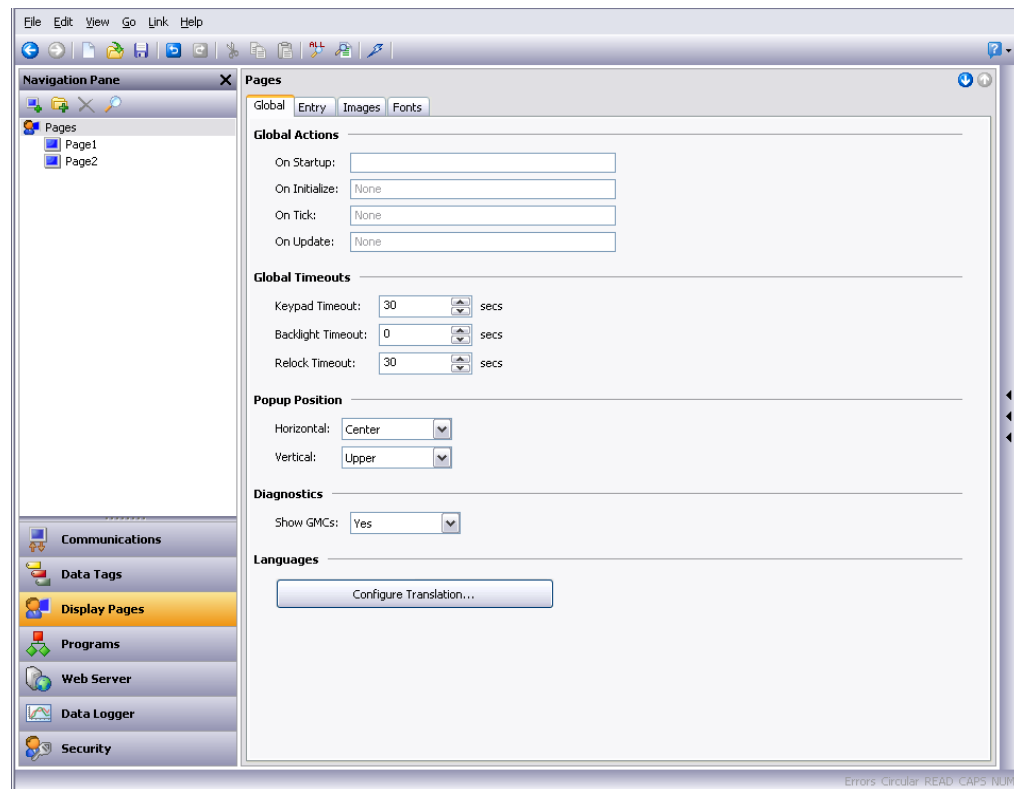 File Edit View Go Link Help
ALL
Navigation Pane
Pages
Page1
Page2
Communications
Data Tags
Display Pages
Programs
Web Server
Data Logger
Security
Pages
Global Entry Images Fonts
Global Actions
On Startup:
On Initialize: None
On Tick: None
On Update: None
Global Timeouts
Keypad Timeout: 30 secs
Backlight Timeout: 0 secs
Relock Timeout: 30 secs
Popup Position
Horizontal: Center
Vertical: Upper
Diagnostics
Show GMCs: Yes
Languages
Configure Translation...
Errors Circular READ CAPS NUM